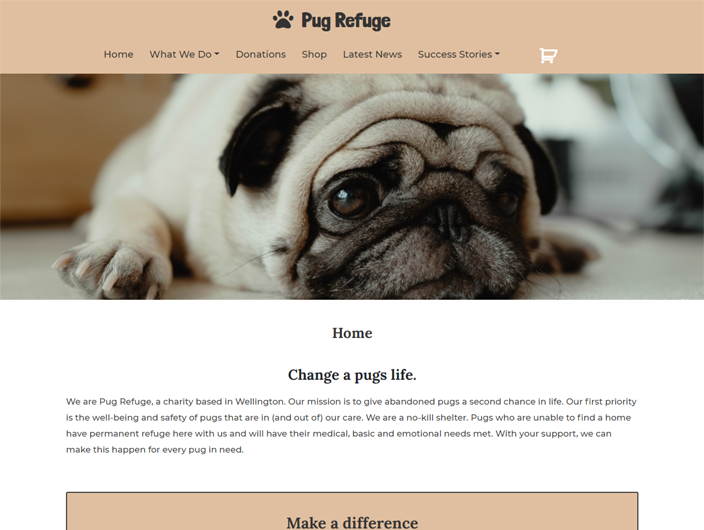 Pug Refuge
Home What We Do Donations Shop Latest News Success Stories
Home
Change a pugs life.
We are Pug Refuge, a charity based in Wellington. Our mission is to give abandoned pugs a second chance in life. Our first priority
is the well-being and safety of pugs that are in (and out of) our care. We are a no-kill shelter. Pugs who are unable to find a home
have permanent refuge here with us and will have their medical, basic and emotional needs met. With your support, we can
make this happen for every pug in need.
Make a difference